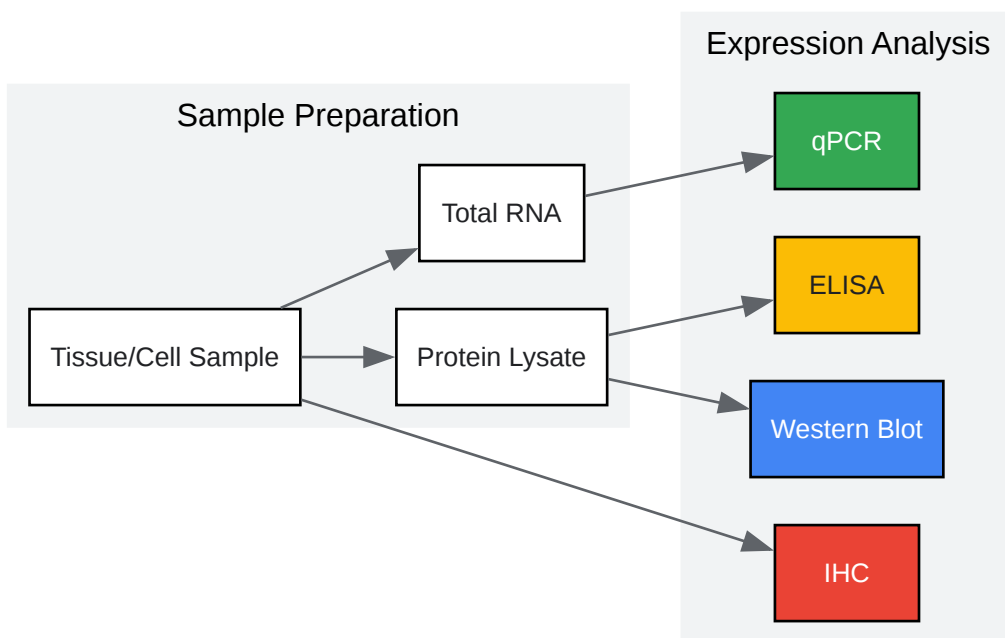 Expression Analysis
Sample Preparation
qPCR
Total RNA
ELISA
Tissue/Cell Sample
Protein Lysate
Western Blot
IHC